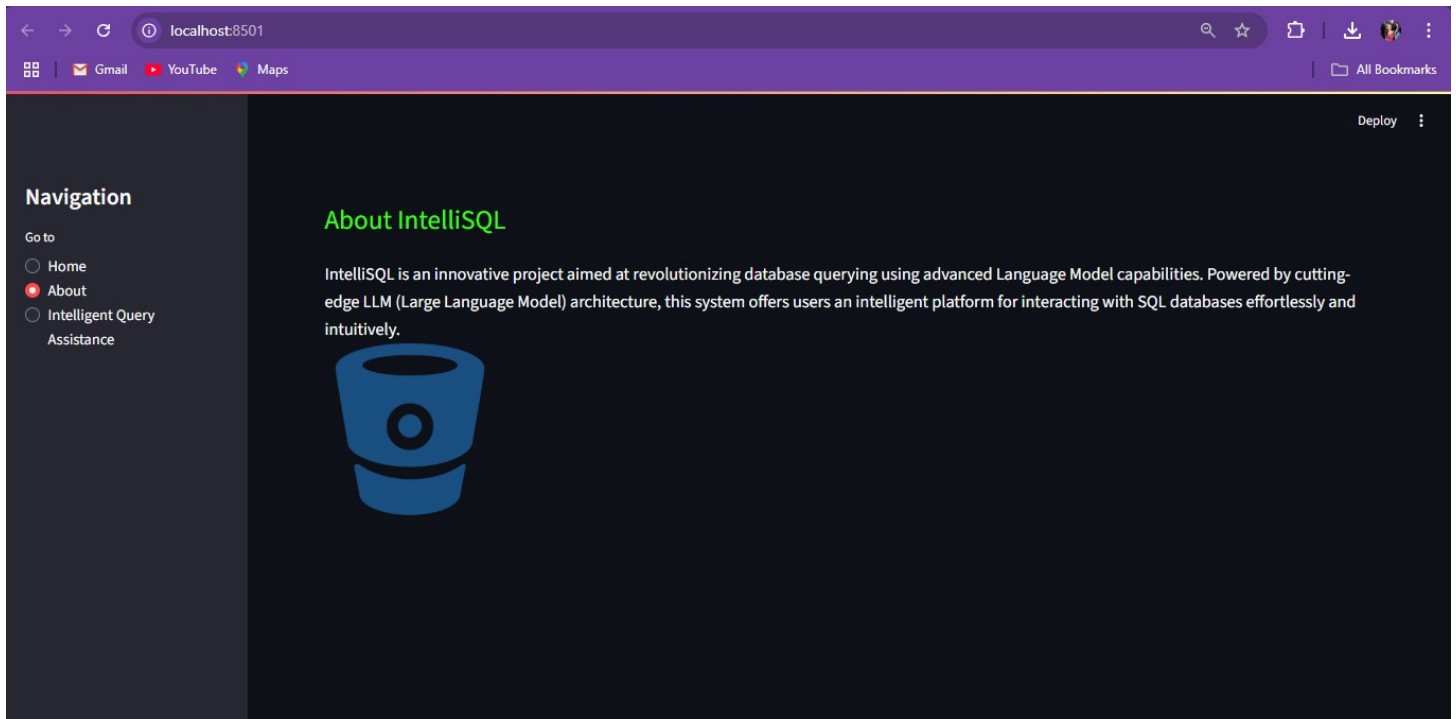 localhost:8501
Gmail YouTube Maps
All Bookmarks
Deploy
Navigation
Go to
Home
About
Intelligent Query
Assistance
About IntelliSQL
IntelliSQL is an innovative project aimed at revolutionizing database querying using advanced Language Model capabilities. Powered by cutting-
edge LLM (Large Language Model) architecture, this system offers users an intelligent platform for interacting with SQL databases effortlessly and
intuitively.